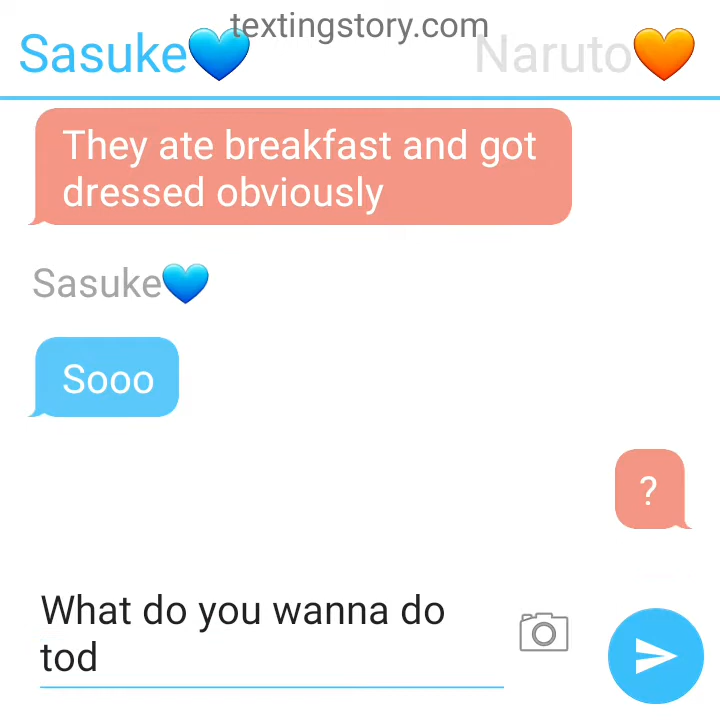 textingstory.com
Sasuke💙 Naruto🧡
They ate breakfast and got
dressed obviously
Sasuke💙
Sooo
?
What do you wanna do
tod